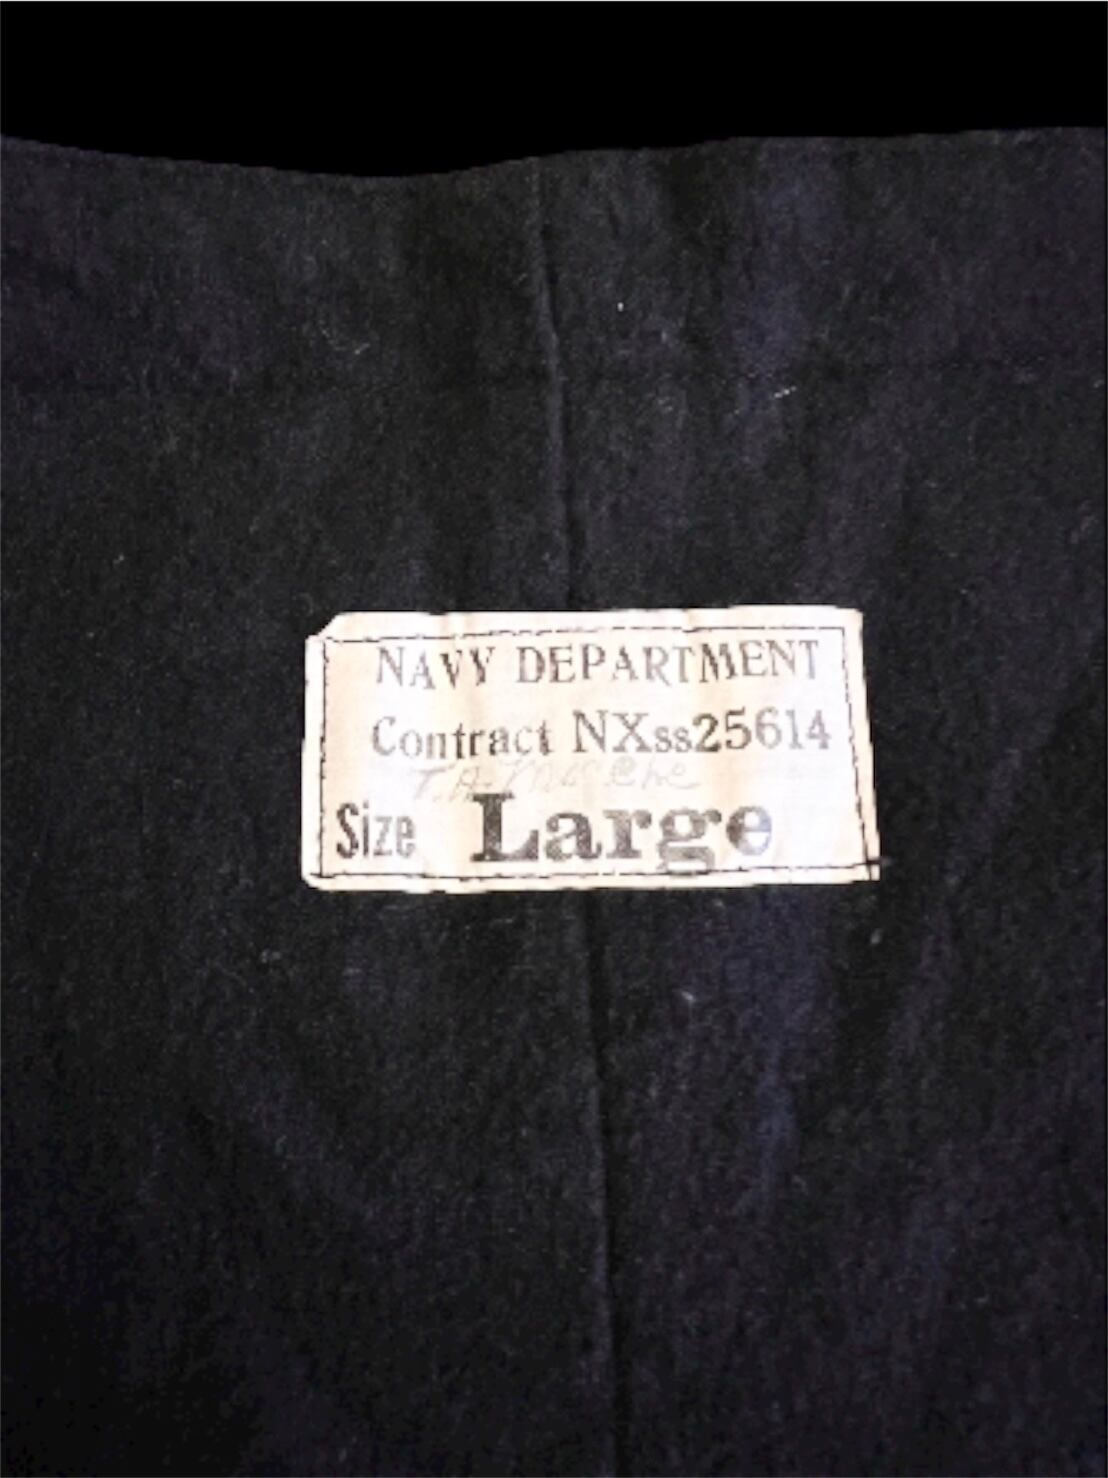 NAVY DEPARTMENT
Contract NXss25614
T.A.
Size Large